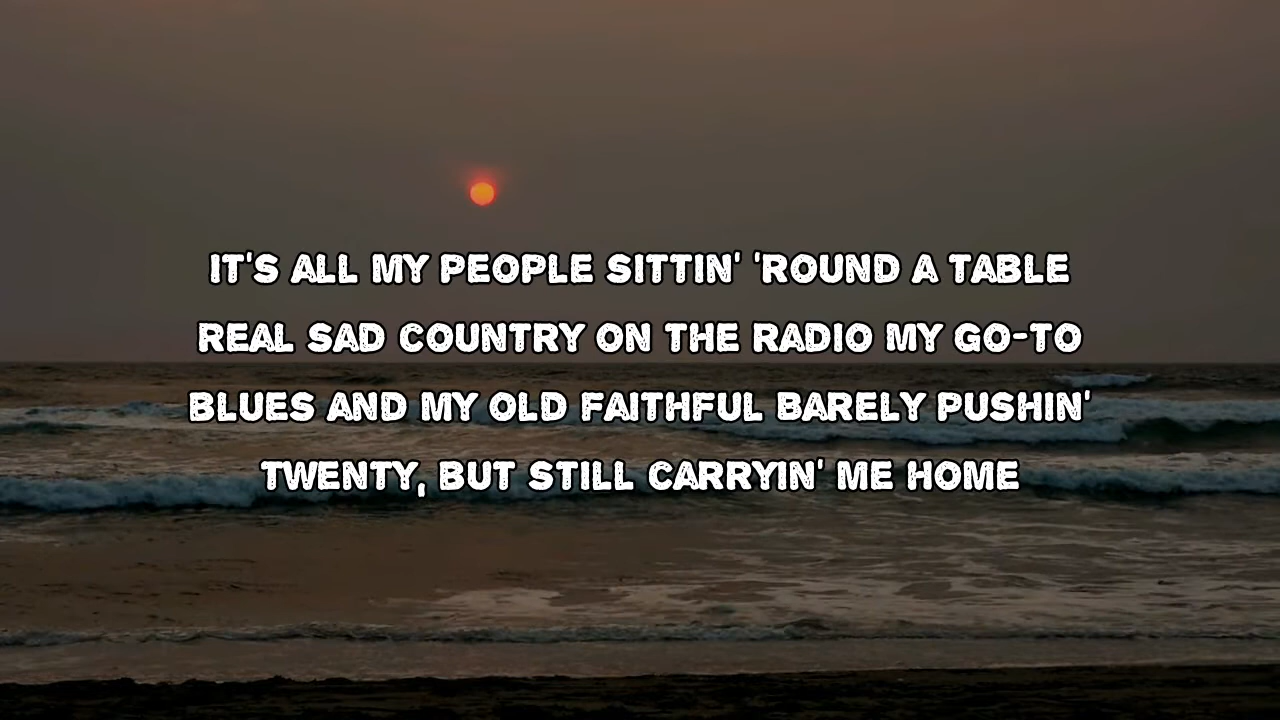 IT'S ALL MY PEOPLE SITTIN' 'ROUND A TABLE
REAL SAD COUNTRY ON THE RADIO MY GO-TO
BLUES AND MY OLD FAITHFUL BARELY PUSHIN'
TWENTY, BUT STILL CARRYIN' ME HOME